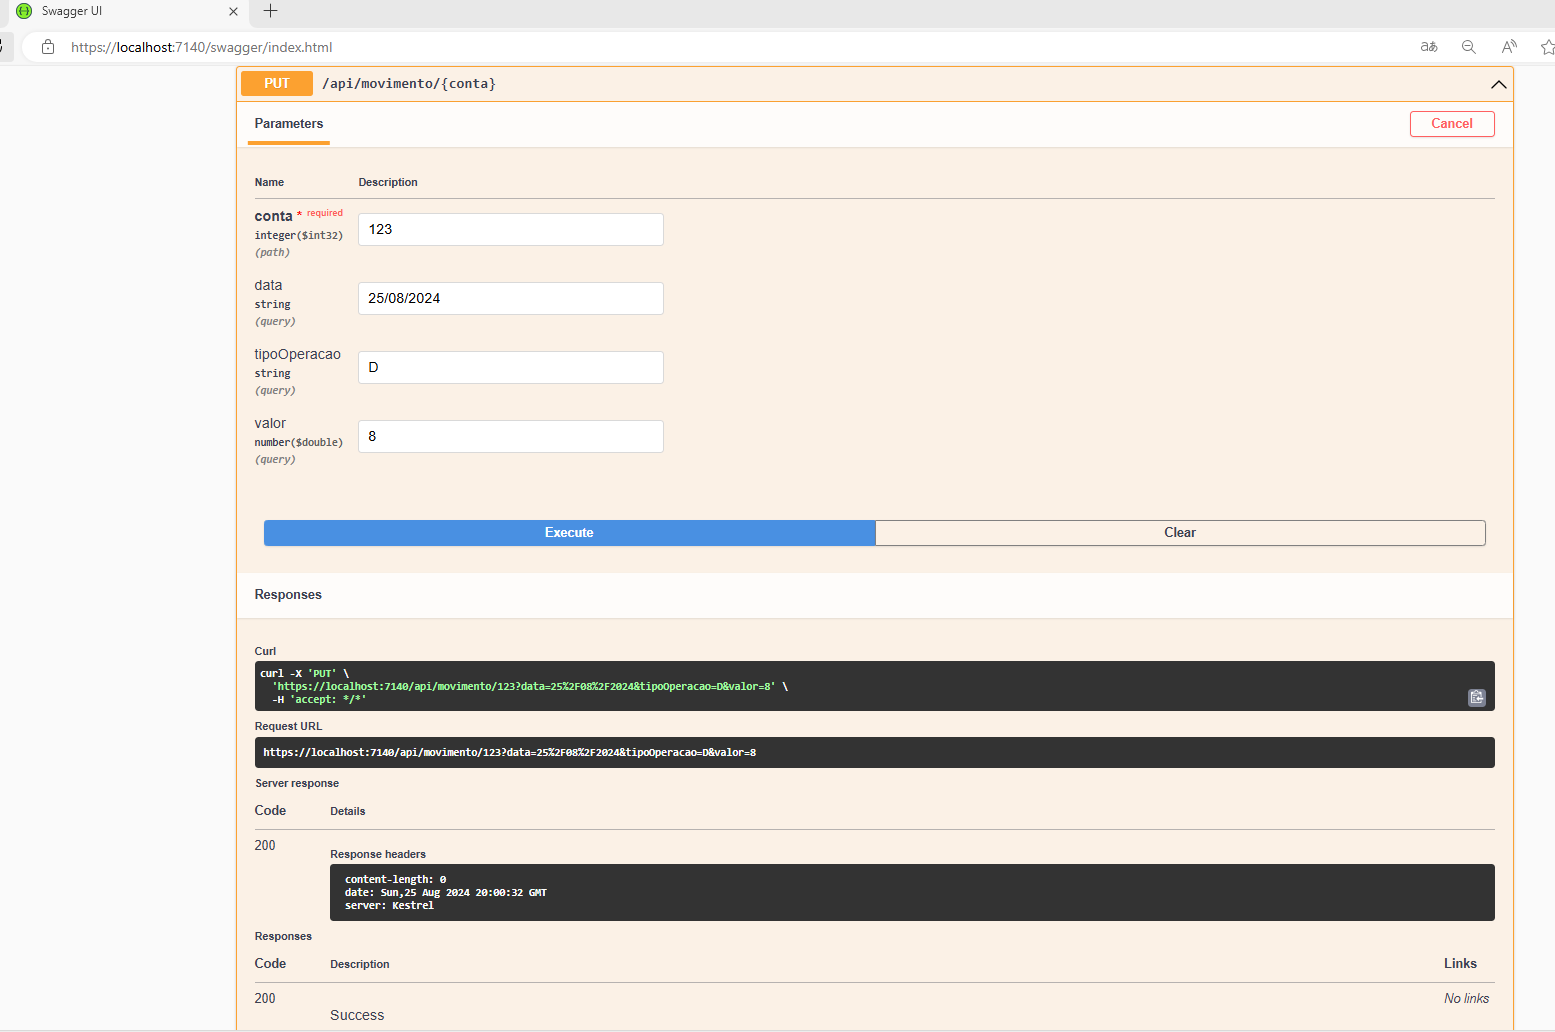 Swagger UI
https://localhost:7140/swagger/index.html
PUT /api/movimento/{conta}
Parameters
Cancel
Name Description
conta * required
integer($int32)
(path)
123
data
string
(query)
25/08/2024
tipoOperacao
string
(query)
D
valor
number($double)
(query)
8
Execute Clear
Responses
Curl
curl -X 'PUT' \
'https://localhost:7140/api/movimento/123?data=25%2F08%2F2024&tipoOperacao=D&valor=8' \
-H 'accept: */*'
Request URL
https://localhost:7140/api/movimento/123?data=25%2F08%2F2024&tipoOperacao=D&valor=8
Server response
Code Details
200
Response headers
content-length: 0
date: Sun,25 Aug 2024 20:00:32 GMT
server: Kestrel
Responses
Code Description Links
200 No links
Success